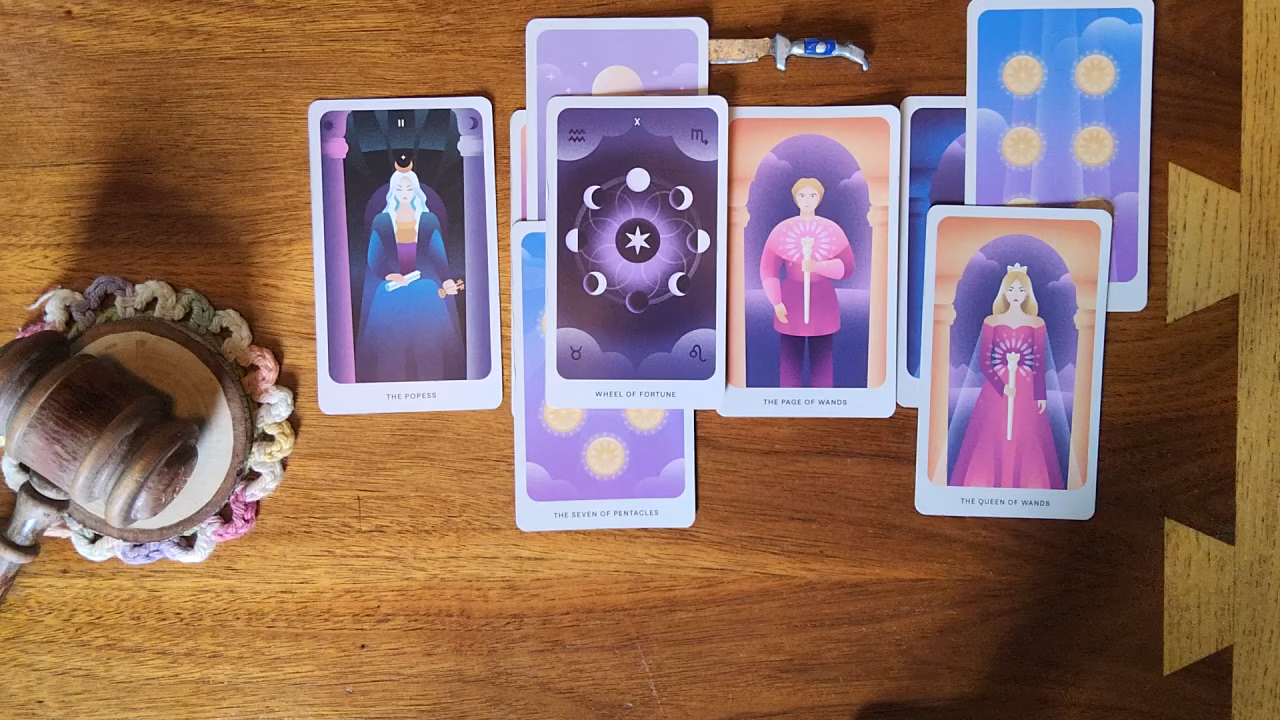 II
THE POPESS
X
WHEEL OF FORTUNE
THE SEVEN OF PENTACLES
THE PAGE OF WANDS
THE QUEEN OF WANDS